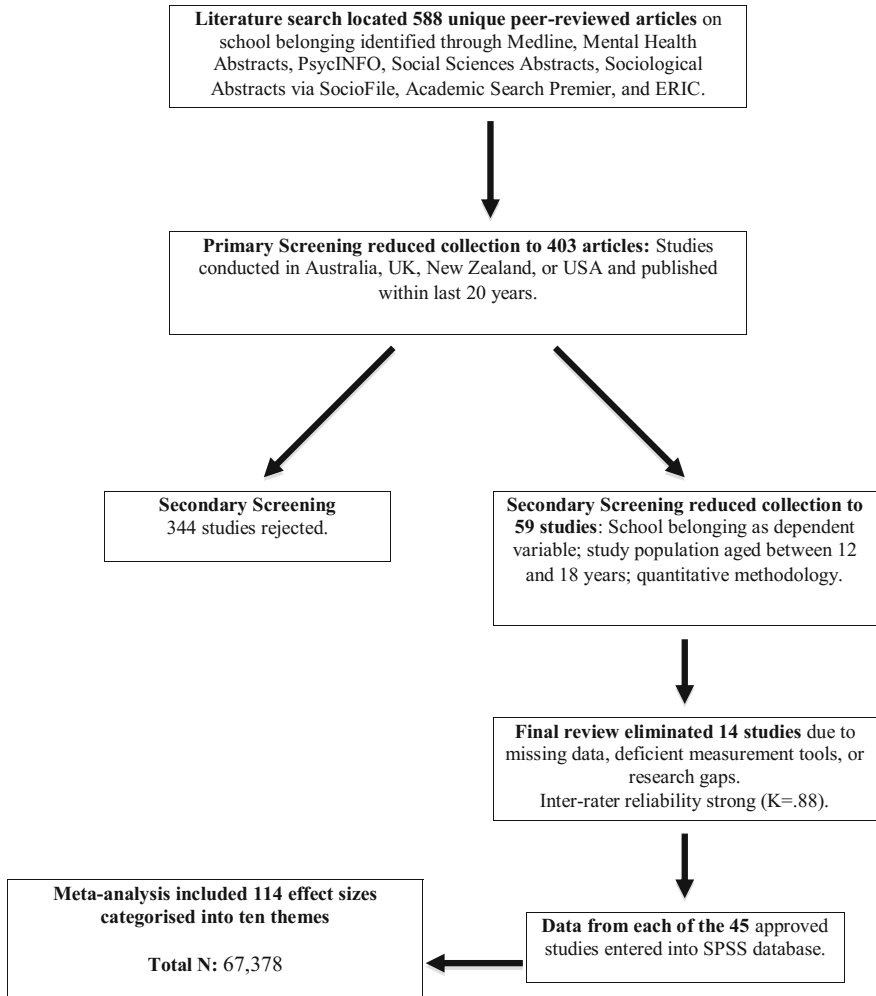 Literature search located 588 unique peer-reviewed articles on
school belonging identified through Medline, Mental Health
Abstracts, PsycINFO, Social Sciences Abstracts, Sociological
Abstracts via SocioFile, Academic Search Premier, and ERIC.
Primary Screening reduced collection to 403 articles: Studies
conducted in Australia, UK, New Zealand, or USA and published
within last 20 years.
Secondary Screening
344 studies rejected.
Secondary Screening reduced collection to
59 studies: School belonging as dependent
variable; study population aged between 12
and 18 years; quantitative methodology.
Final review eliminated 14 studies due to
missing data, deficient measurement tools, or
research gaps.
Inter-rater reliability strong (K=.88).
Data from each of the 45 approved
studies entered into SPSS database.
Meta-analysis included 114 effect sizes
categorised into ten themes
Total N: 67,378